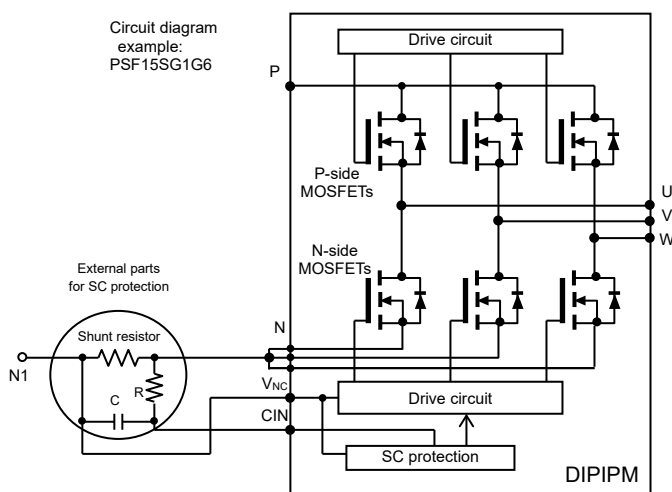 Circuit diagram
example:
PSF15SG1G6
Drive circuit
P
P-side
MOSFETs
U
V
W
N-side
MOSFETs
External parts
for SC protection
Shunt resistor
N
N1
R
C
VNC
CIN
Drive circuit
SC protection
DIPIPM